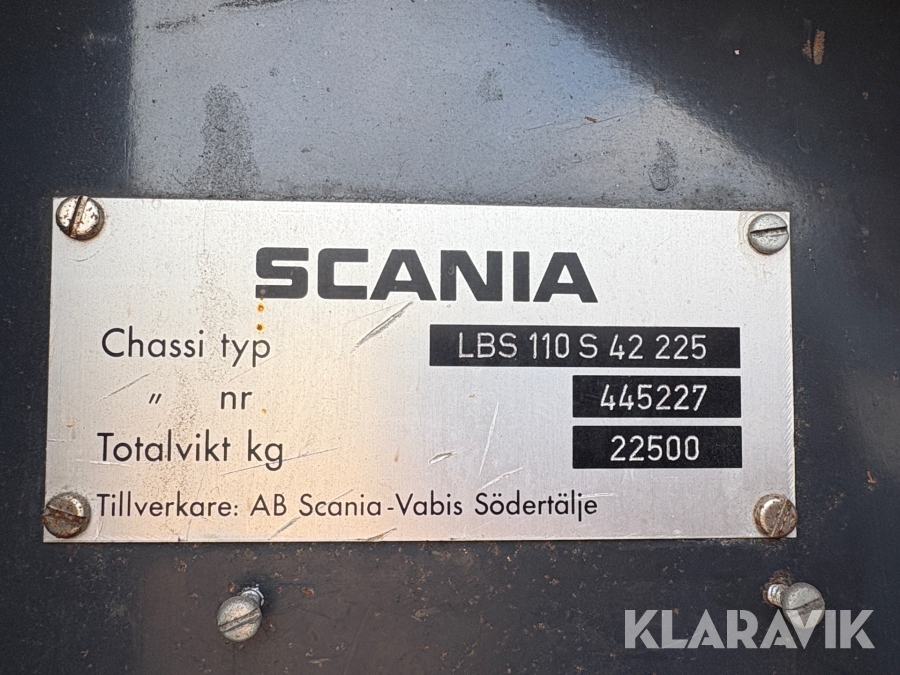 SCANIA
Chassi typ LBS 110 S 42 225
" nr 445227
Totalvikt kg 22500
Tillverkare: AB Scania-Vabis Södertälje
KLARAVIK